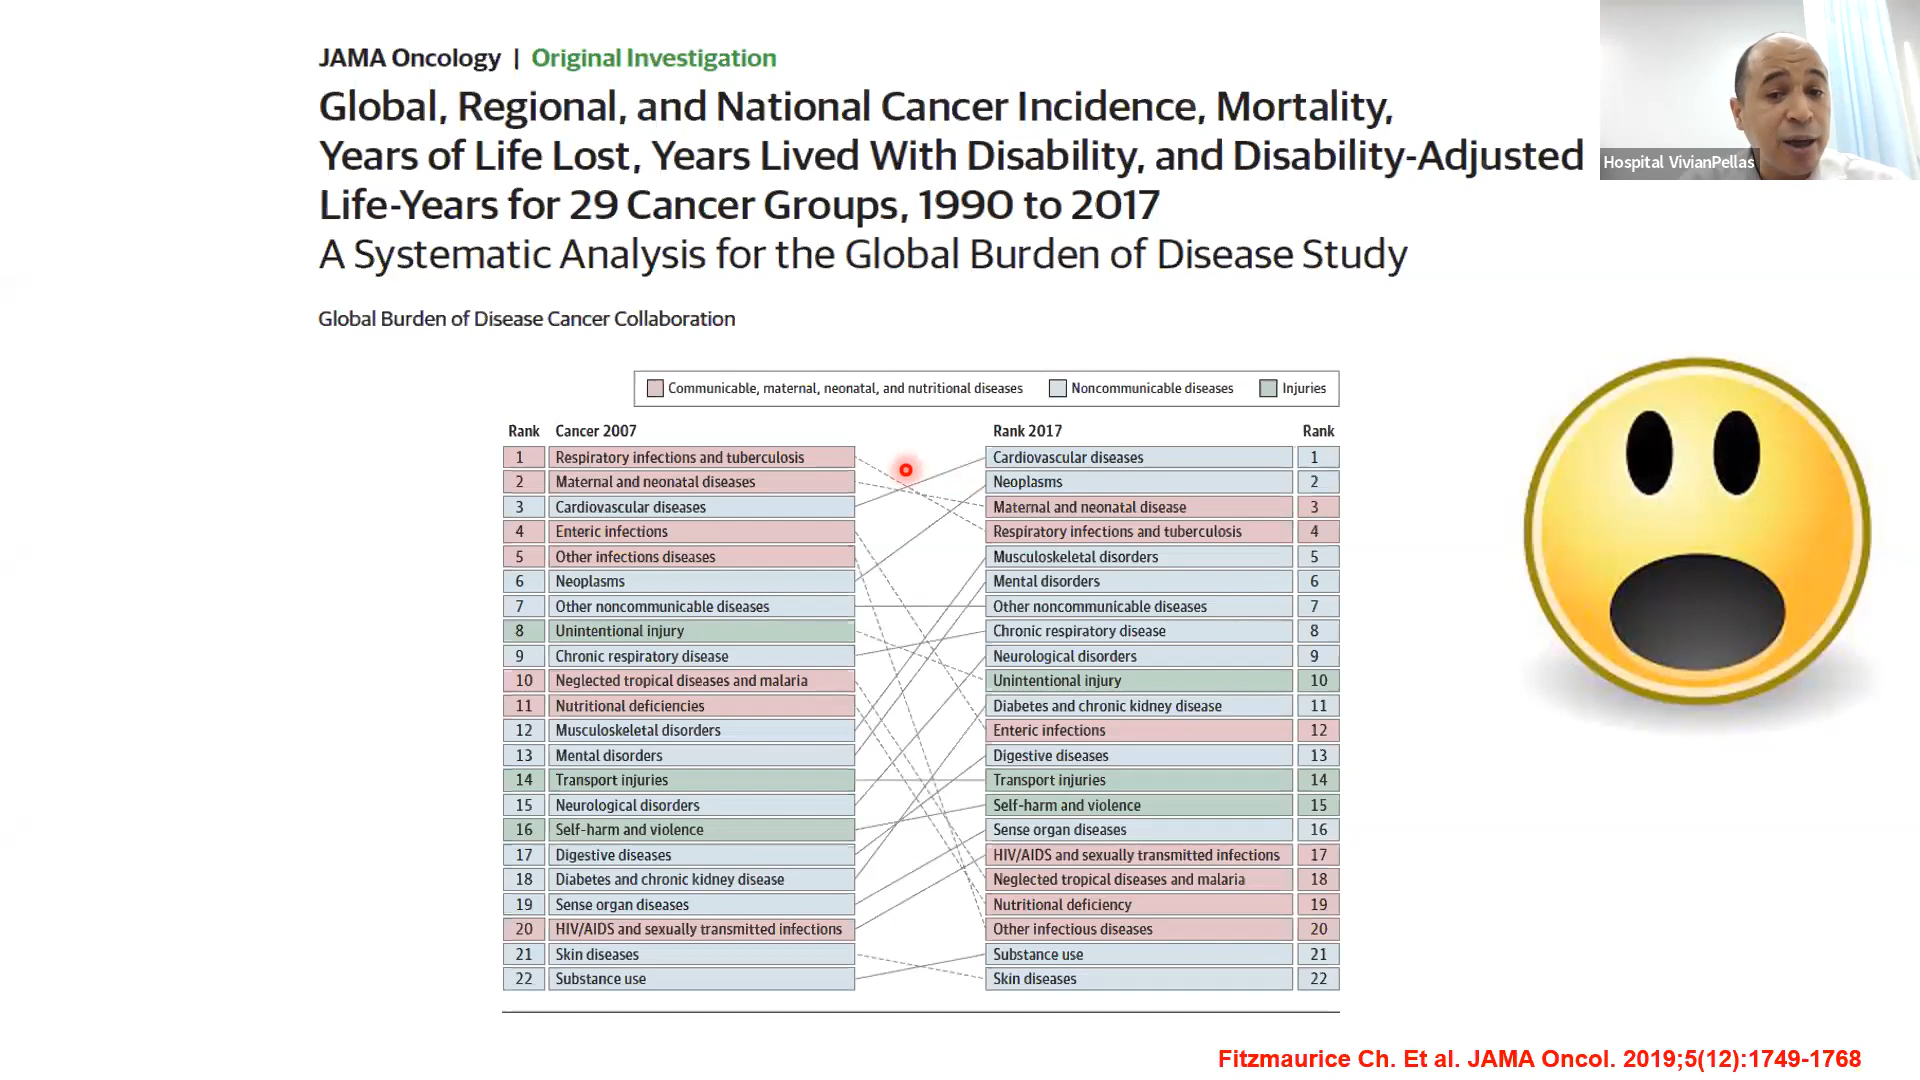 JAMA Oncology | Original Investigation
Global, Regional, and National Cancer Incidence, Mortality,
Years of Life Lost, Years Lived With Disability, and Disability-Adjusted
Life-Years for 29 Cancer Groups, 1990 to 2017
A Systematic Analysis for the Global Burden of Disease Study
Hospital VivianPellas
Global Burden of Disease Cancer Collaboration
Communicable, maternal, neonatal, and nutritional diseases Noncommunicable diseases Injuries
Rank Cancer 2007 Rank 2017 Rank
1 Respiratory infections and tuberculosis Cardiovascular diseases 1
2 Maternal and neonatal diseases Neoplasms 2
3 Cardiovascular diseases Maternal and neonatal disease 3
4 Enteric infections Respiratory infections and tuberculosis 4
5 Other infections diseases Musculoskeletal disorders 5
6 Neoplasms Mental disorders 6
7 Other noncommunicable diseases Other noncommunicable diseases 7
8 Unintentional injury Chronic respiratory disease 8
9 Chronic respiratory disease Neurological disorders 9
10 Neglected tropical diseases and malaria Unintentional injury 10
11 Nutritional deficiencies Diabetes and chronic kidney disease 11
12 Musculoskeletal disorders Enteric infections 12
13 Mental disorders Digestive diseases 13
14 Transport injuries Transport injuries 14
15 Neurological disorders Self-harm and violence 15
16 Self-harm and violence Sense organ diseases 16
17 Digestive diseases HIV/AIDS and sexually transmitted infections 17
18 Diabetes and chronic kidney disease Neglected tropical diseases and malaria 18
19 Sense organ diseases Nutritional deficiency 19
20 HIV/AIDS and sexually transmitted infections Other infectious diseases 20
21 Skin diseases Substance use 21
22 Substance use Skin diseases 22
Fitzmaurice Ch. Et al. JAMA Oncol. 2019;5(12):1749-1768